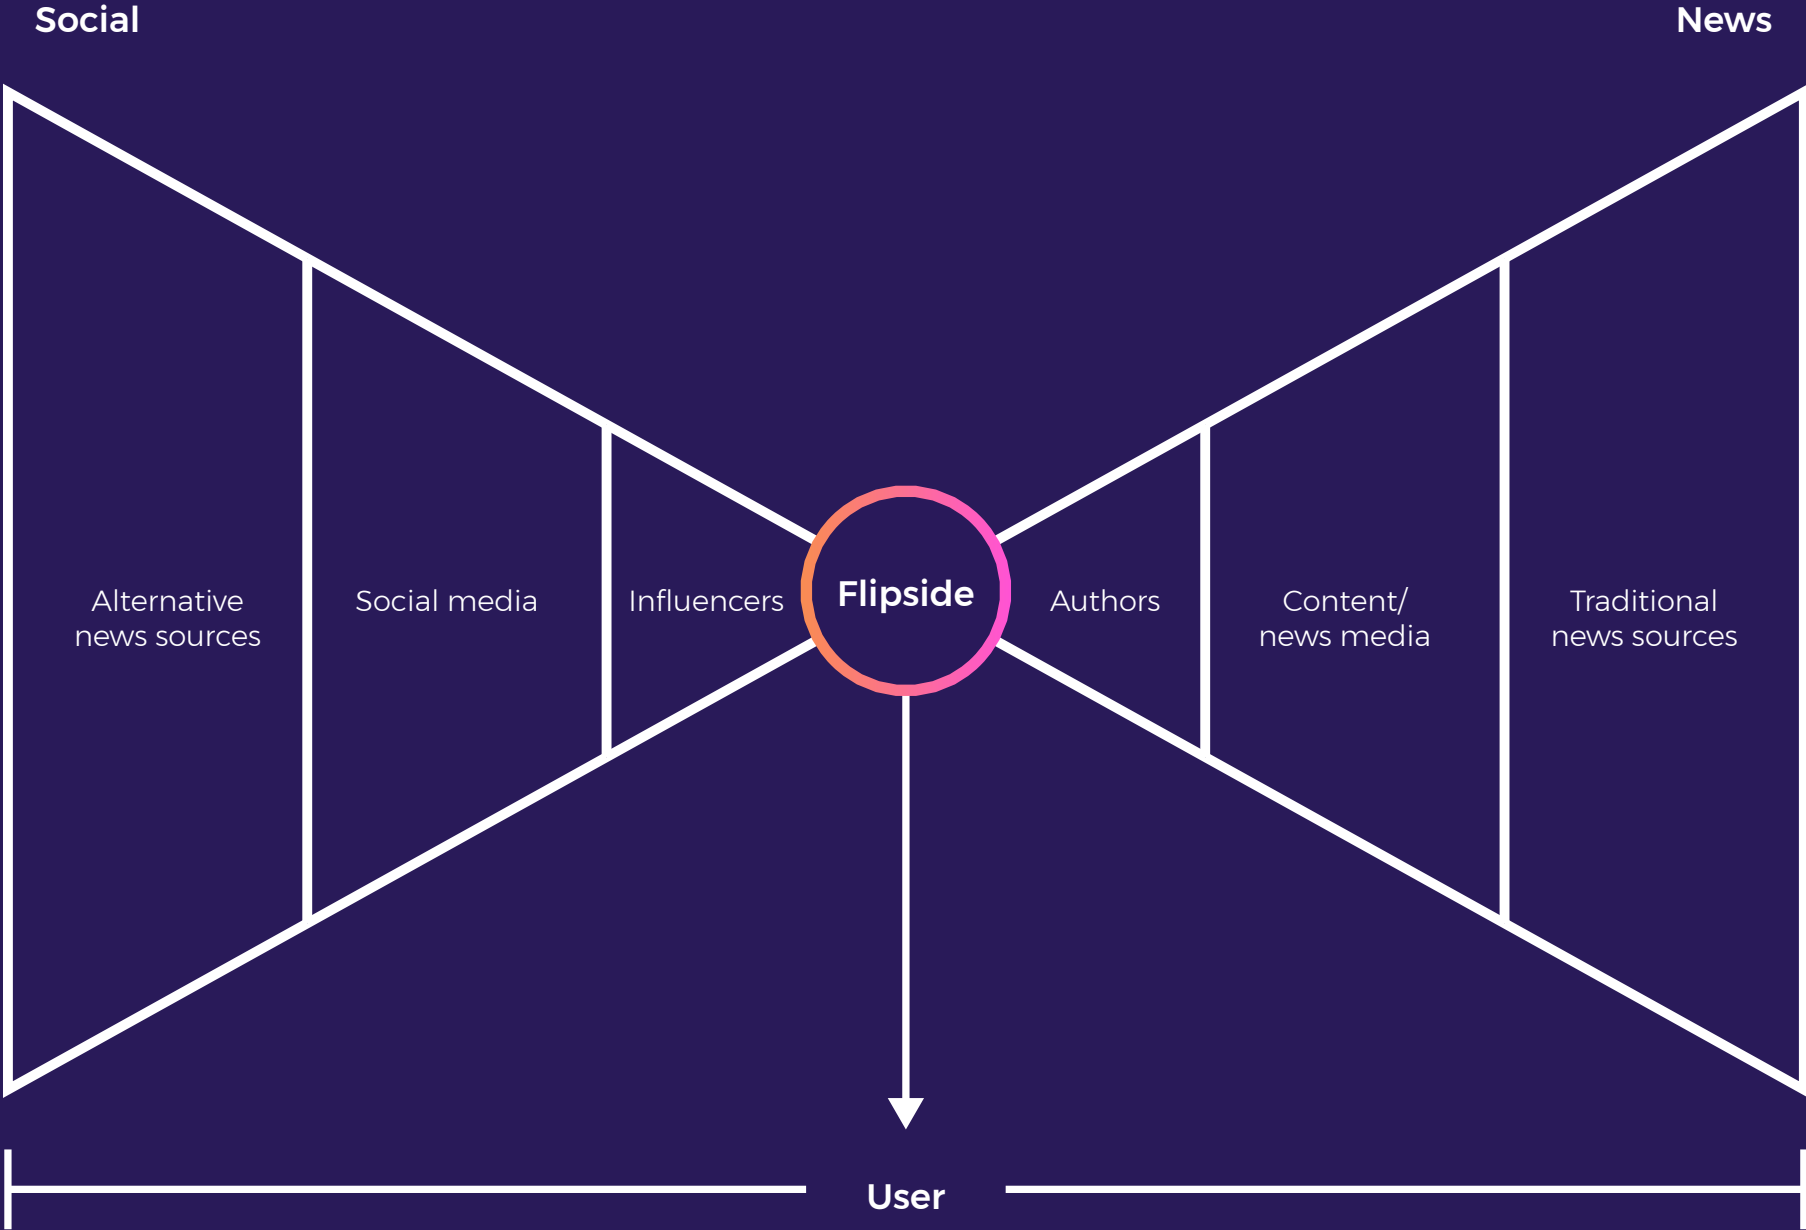 Social
News
Alternative
news sources
Social media
Influencers
Flipside
Authors
Content/
news media
Traditional
news sources
User